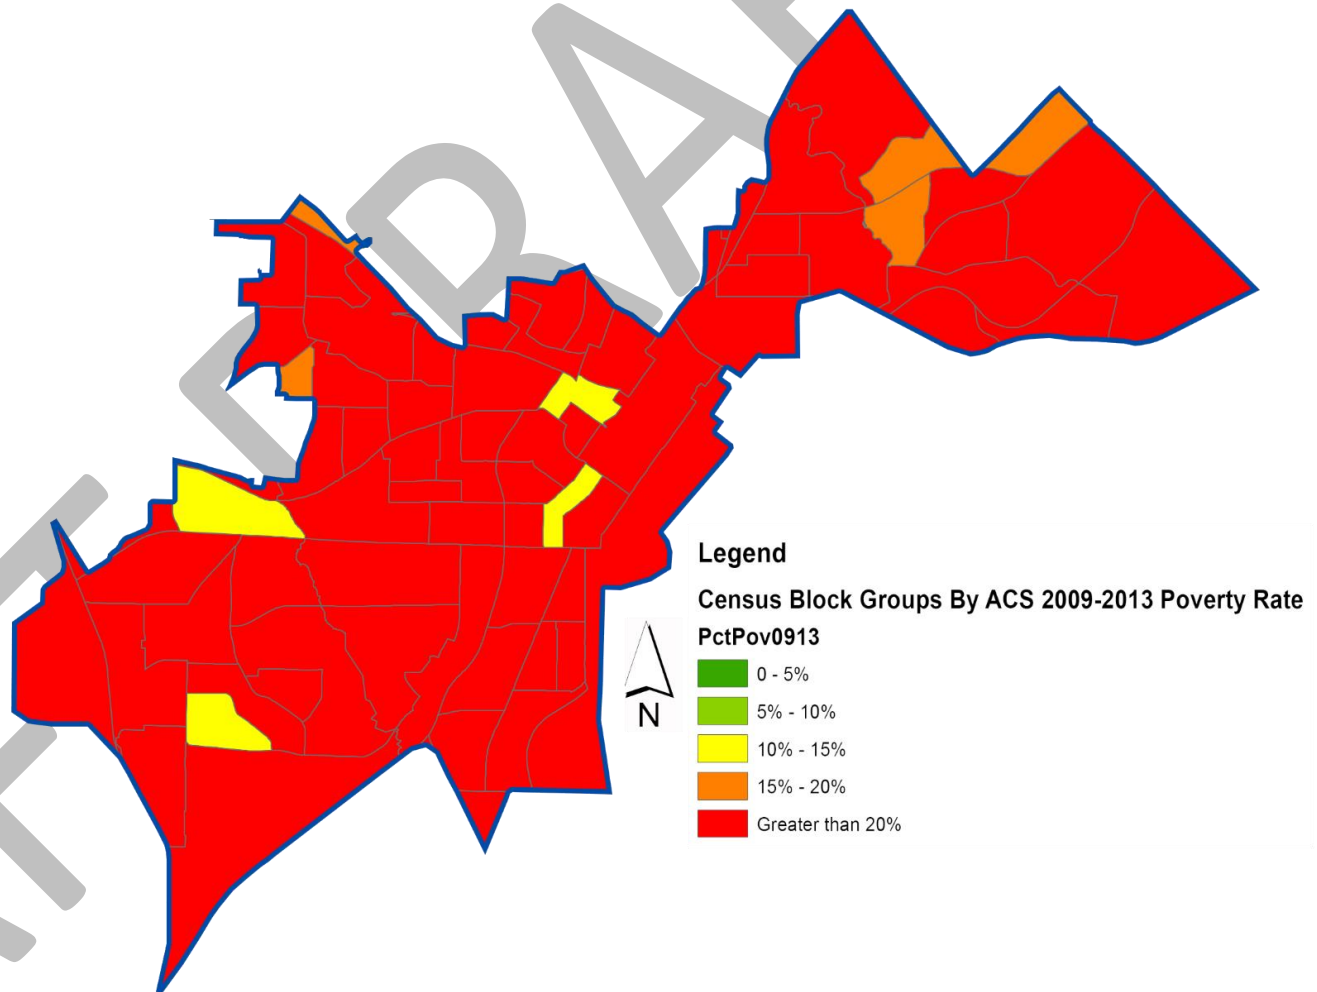 DRAFT
Legend
Census Block Groups By ACS 2009-2013 Poverty Rate
PctPov0913
0 - 5%
5% - 10%
10% - 15%
15% - 20%
Greater than 20%
N